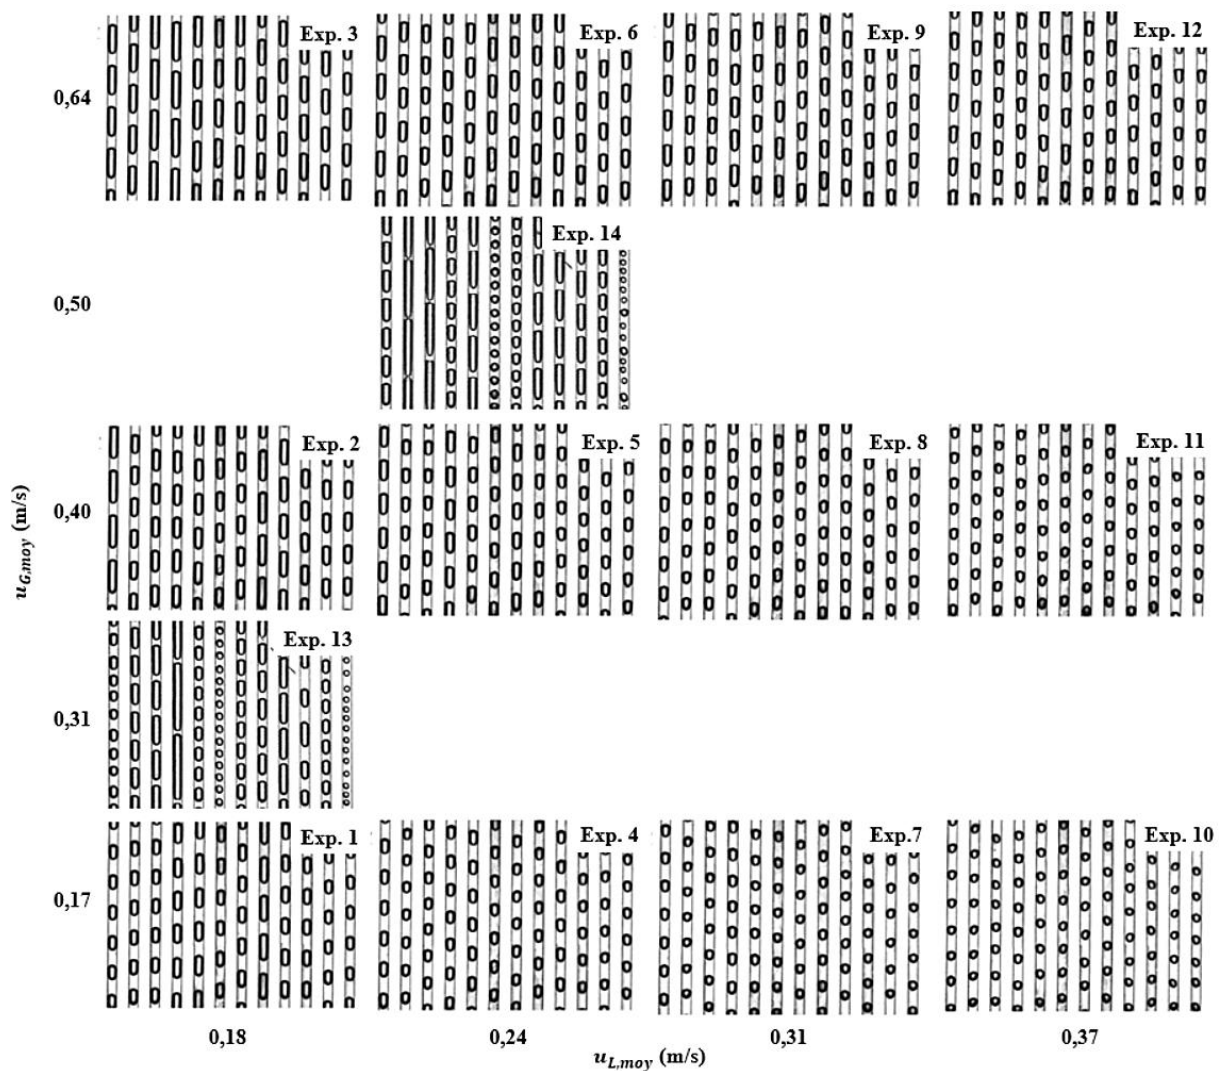 Exp. 3
Exp. 6
Exp. 9
Exp. 12
0,64
Exp. 14
0,50
Exp. 2
Exp. 5
Exp. 8
Exp. 11
0,40
u_{G,moy} (m/s)
Exp. 13
0,31
Exp. 1
Exp. 4
Exp.7
Exp. 10
0,17
0,18
0,24
0,31
0,37
u_{L,moy} (m/s)